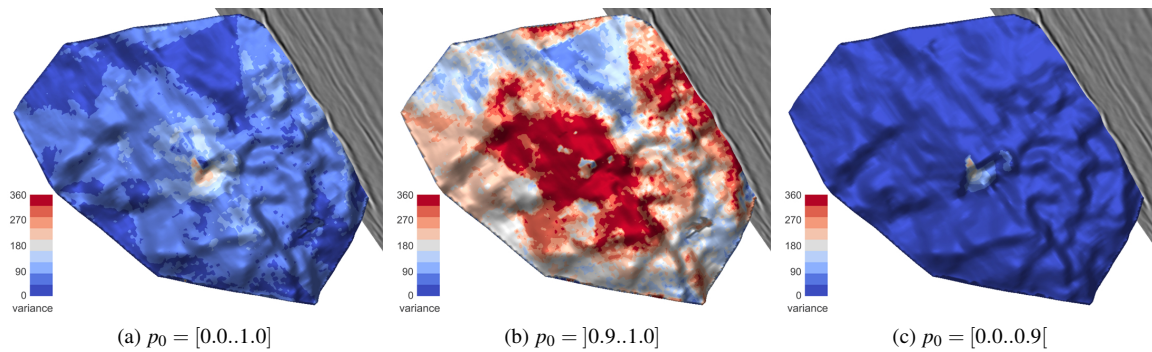 360
270
180
90
0
variance
360
270
180
90
0
variance
360
270
180
90
0
variance
(a) p₀ = [0.0..1.0]
(b) p₀ = ]0.9..1.0]
(c) p₀ = [0.0..0.9[